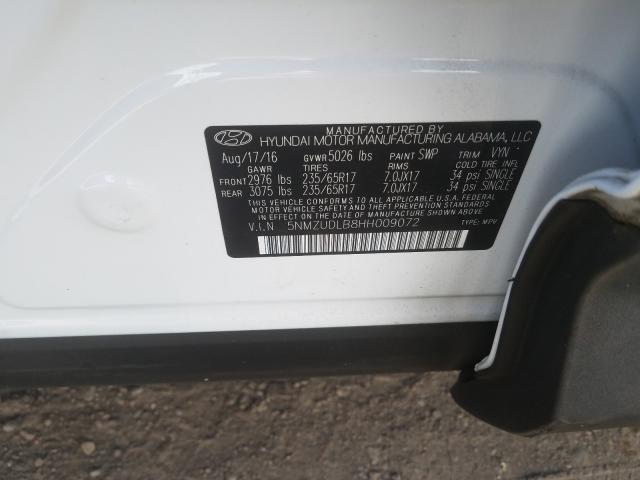 MANUFACTURED BY
HYUNDAI MOTOR MANUFACTURING ALABAMA, LLC
Aug/17/16 GVWR 5026 lbs PAINT SWP TRIM VYN
TIRES RIMS COLD TIRE INFL.
FRONT 2976 lbs 235/65R17 7.0JX17 34 psi SINGLE
REAR 3075 lbs 235/65R17 7.0JX17 34 psi SINGLE
THIS VEHICLE CONFORMS TO ALL APPLICABLE U.S.A FEDERAL
MOTOR VEHICLE SAFETY AND THEFT PREVENTION STANDARDS
IN EFFECT ON THE DATE OF MANUFACTURE SHOWN ABOVE.
V.I.N 5NMZUDLB8HH009072 TYPE: MPV